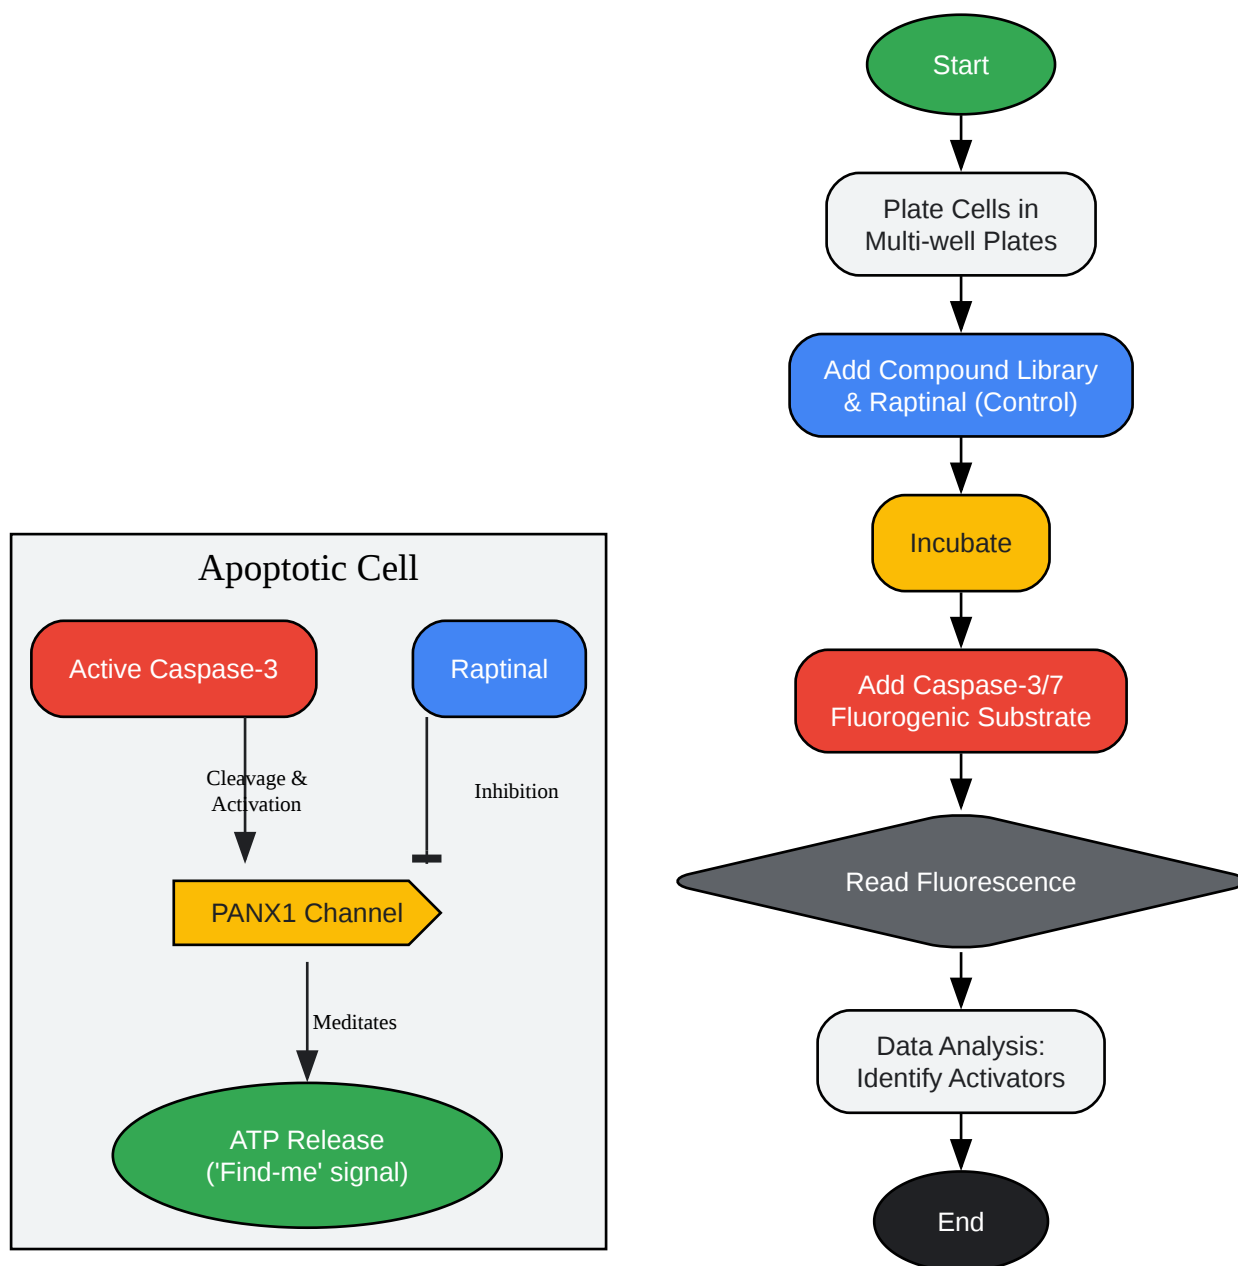 Apoptotic Cell
Active Caspase-3
Raptinal
Cleavage &
Activation
Inhibition
PANX1 Channel
Meditates
ATP Release
('Find-me' signal)
Start
Plate Cells in
Multi-well Plates
Add Compound Library
& Raptinal (Control)
Incubate
Add Caspase-3/7
Fluorogenic Substrate
Read Fluorescence
Data Analysis:
Identify Activators
End